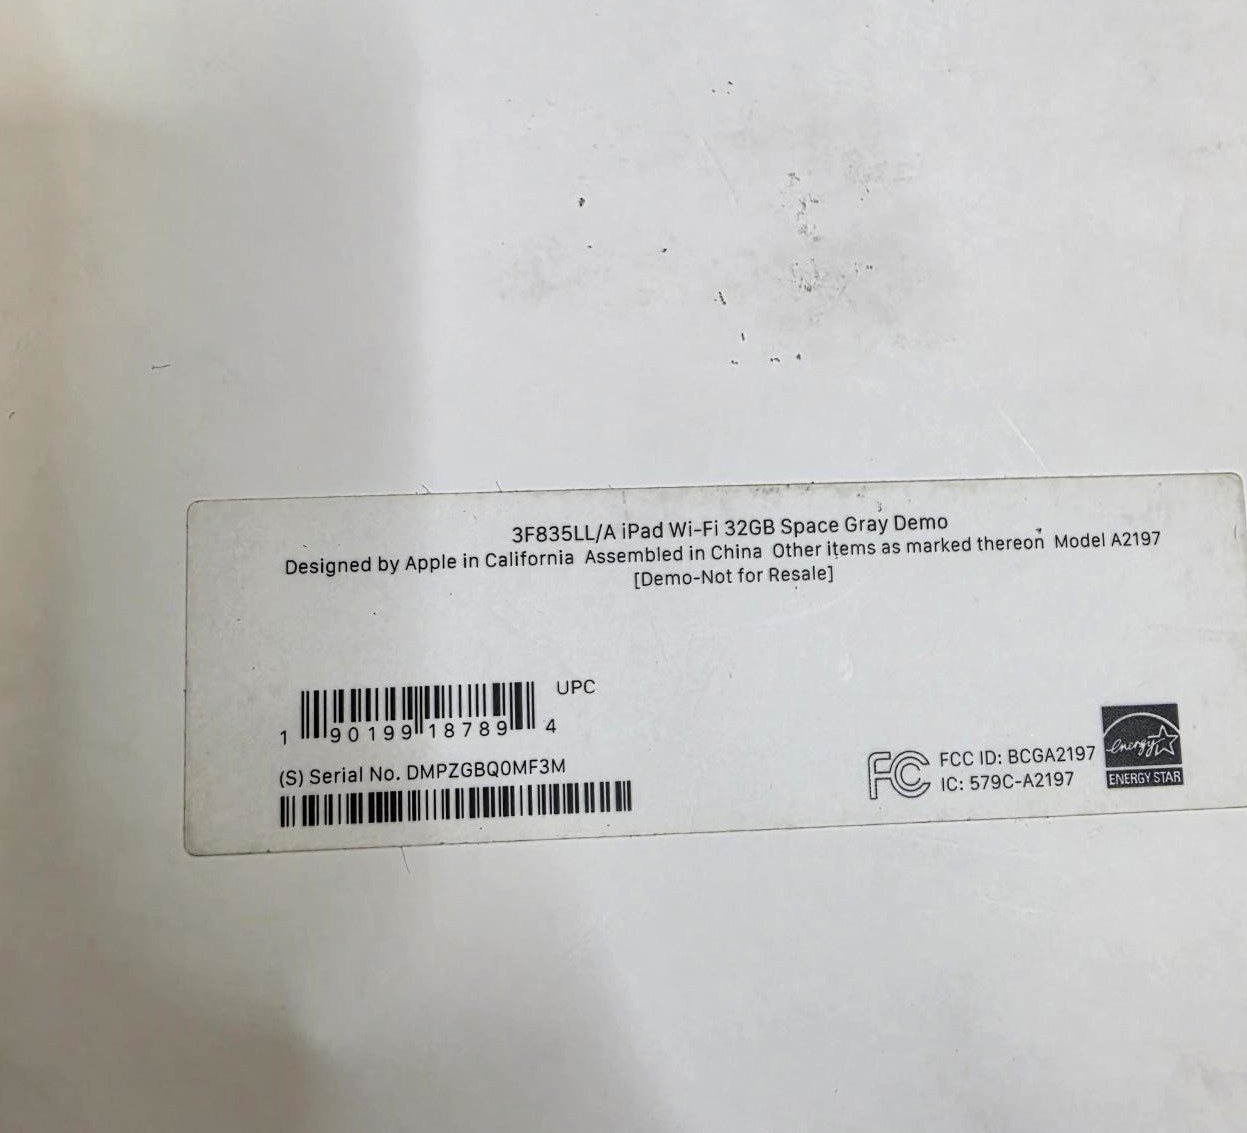 3F835LL/A iPad Wi-Fi 32GB Space Gray Demo
Designed by Apple in California Assembled in China Other items as marked thereon Model A2197
[Demo-Not for Resale]
UPC
1 90199 18789 4
(S) Serial No. DMPZGBQ0MF3M
FC FCC ID: BCGA2197
IC: 579C-A2197
energy
ENERGY STAR